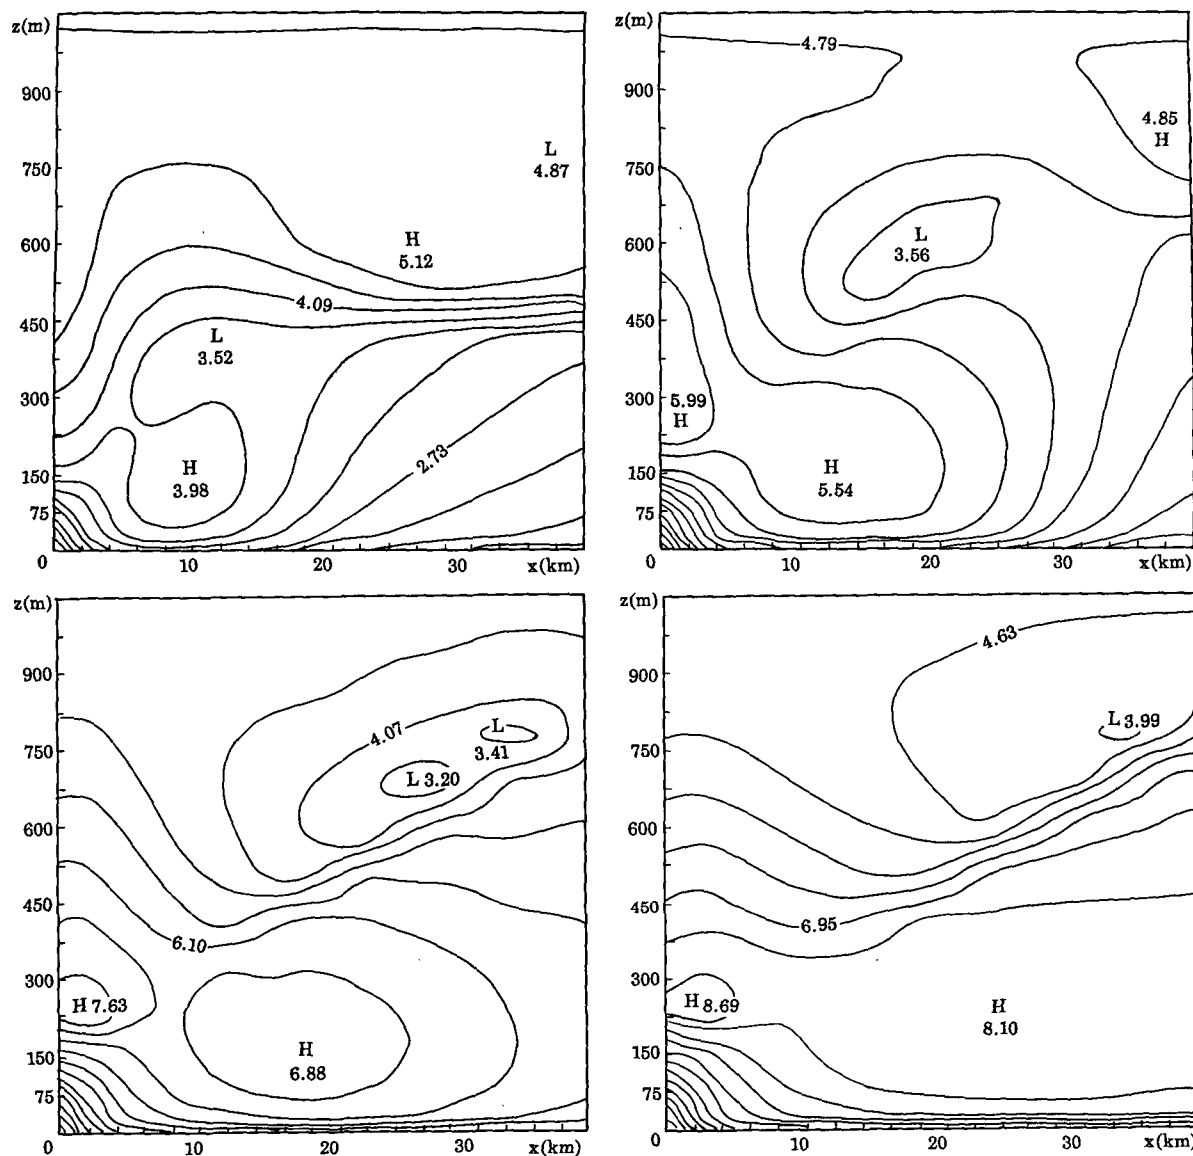 z(m)
900
750
600
450
300
150
75
0
10
20
30
x(km)
L
4.87
H
5.12
4.09
L
3.52
2.73
H
3.98
z(m)
900
750
600
450
300
150
75
0
10
20
30
x(km)
4.79
4.85
H
L
3.56
5.99
H
H
5.54
z(m)
900
750
600
450
300
150
75
0
10
20
30
x(km)
4.07
L
3.41
L 3.20
6.10
H 7.63
H
6.88
z(m)
900
750
600
450
300
150
75
0
10
20
30
x(km)
4.63
L 3.99
6.95
H 8.69
H
8.10